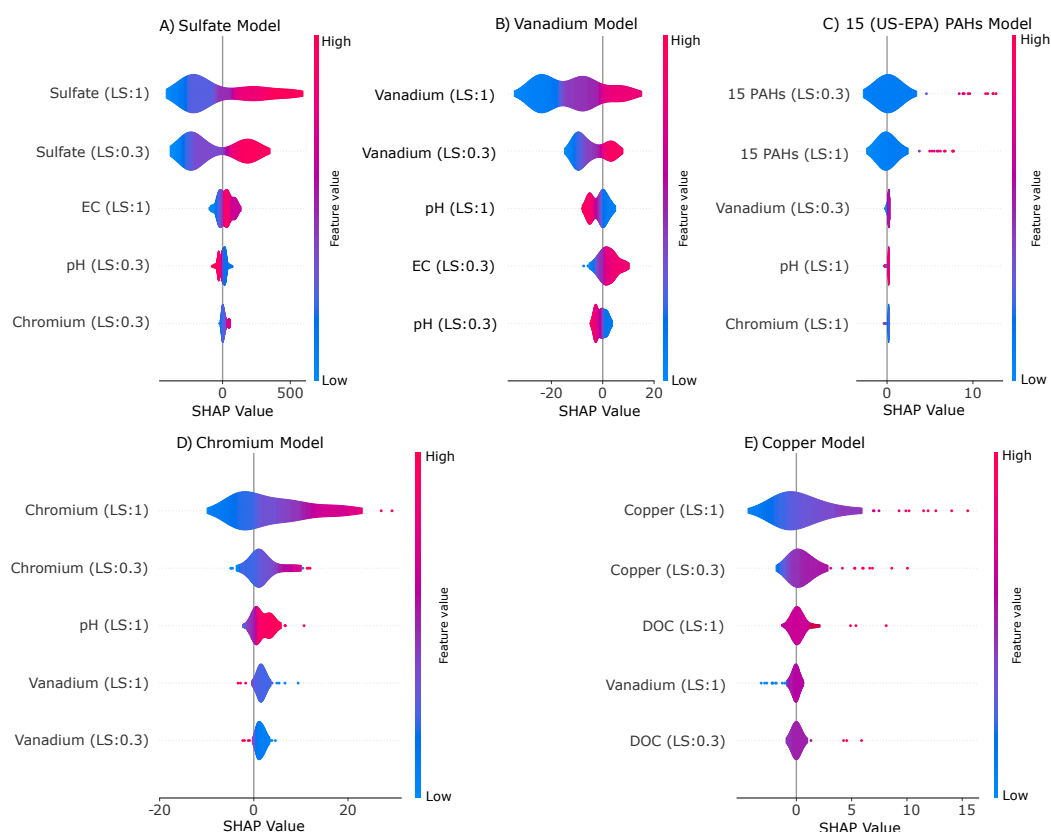 A) Sulfate Model
High
Sulfate (LS:1)
Sulfate (LS:0.3)
EC (LS:1)
pH (LS:0.3)
Chromium (LS:0.3)
Feature value
Low
0
500
SHAP Value
B) Vanadium Model
High
Vanadium (LS:1)
Vanadium (LS:0.3)
pH (LS:1)
EC (LS:0.3)
pH (LS:0.3)
Feature value
Low
-20
0
20
SHAP Value
C) 15 (US-EPA) PAHs Model
High
15 PAHs (LS:0.3)
15 PAHs (LS:1)
Vanadium (LS:0.3)
pH (LS:1)
Chromium (LS:1)
Feature value
Low
0
10
SHAP Value
D) Chromium Model
High
Chromium (LS:1)
Chromium (LS:0.3)
pH (LS:1)
Vanadium (LS:1)
Vanadium (LS:0.3)
Feature value
Low
-20
0
20
SHAP Value
E) Copper Model
High
Copper (LS:1)
Copper (LS:0.3)
DOC (LS:1)
Vanadium (LS:1)
DOC (LS:0.3)
Feature value
Low
0
5
10
15
SHAP Value